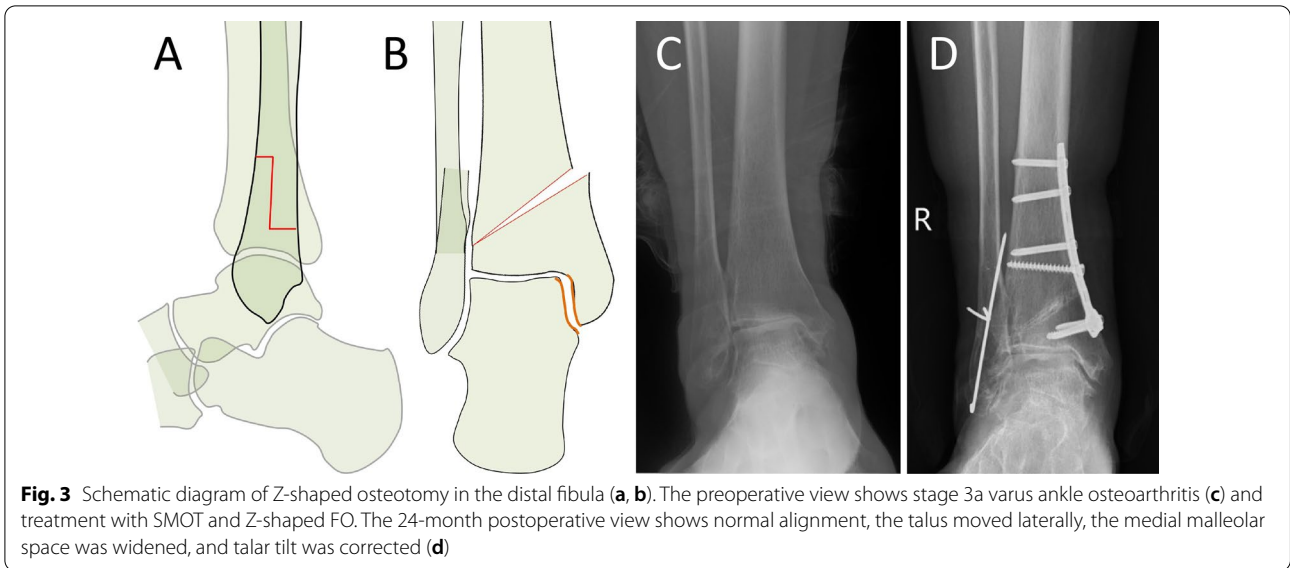 A
B
C
D
R
Fig. 3 Schematic diagram of Z-shaped osteotomy in the distal fibula (a, b). The preoperative view shows stage 3a varus ankle osteoarthritis (c) and
treatment with SMOT and Z-shaped FO. The 24-month postoperative view shows normal alignment, the talus moved laterally, the medial malleolar
space was widened, and talar tilt was corrected (d)